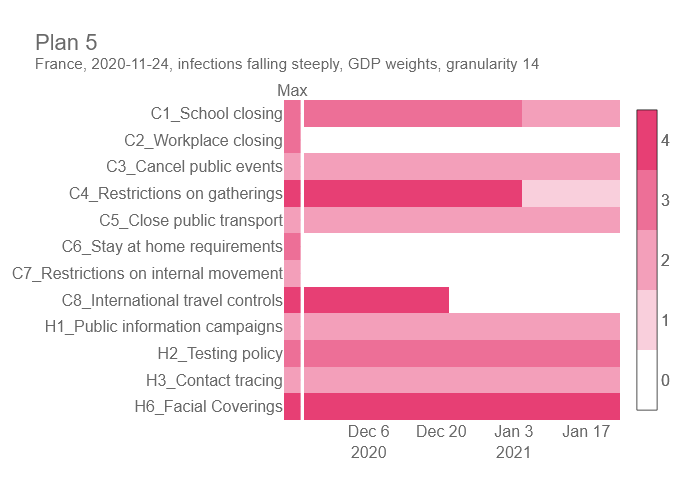 Plan 5
France, 2020-11-24, infections falling steeply, GDP weights, granularity 14
Max
C1_School closing
C2_Workplace closing
C3_Cancel public events
C4_Restrictions on gatherings
C5_Close public transport
C6_Stay at home requirements
C7_Restrictions on internal movement
C8_International travel controls
H1_Public information campaigns
H2_Testing policy
H3_Contact tracing
H6_Facial Coverings
Dec 6 Dec 20 Jan 3 Jan 17
2020 2021
4
3
2
1
0